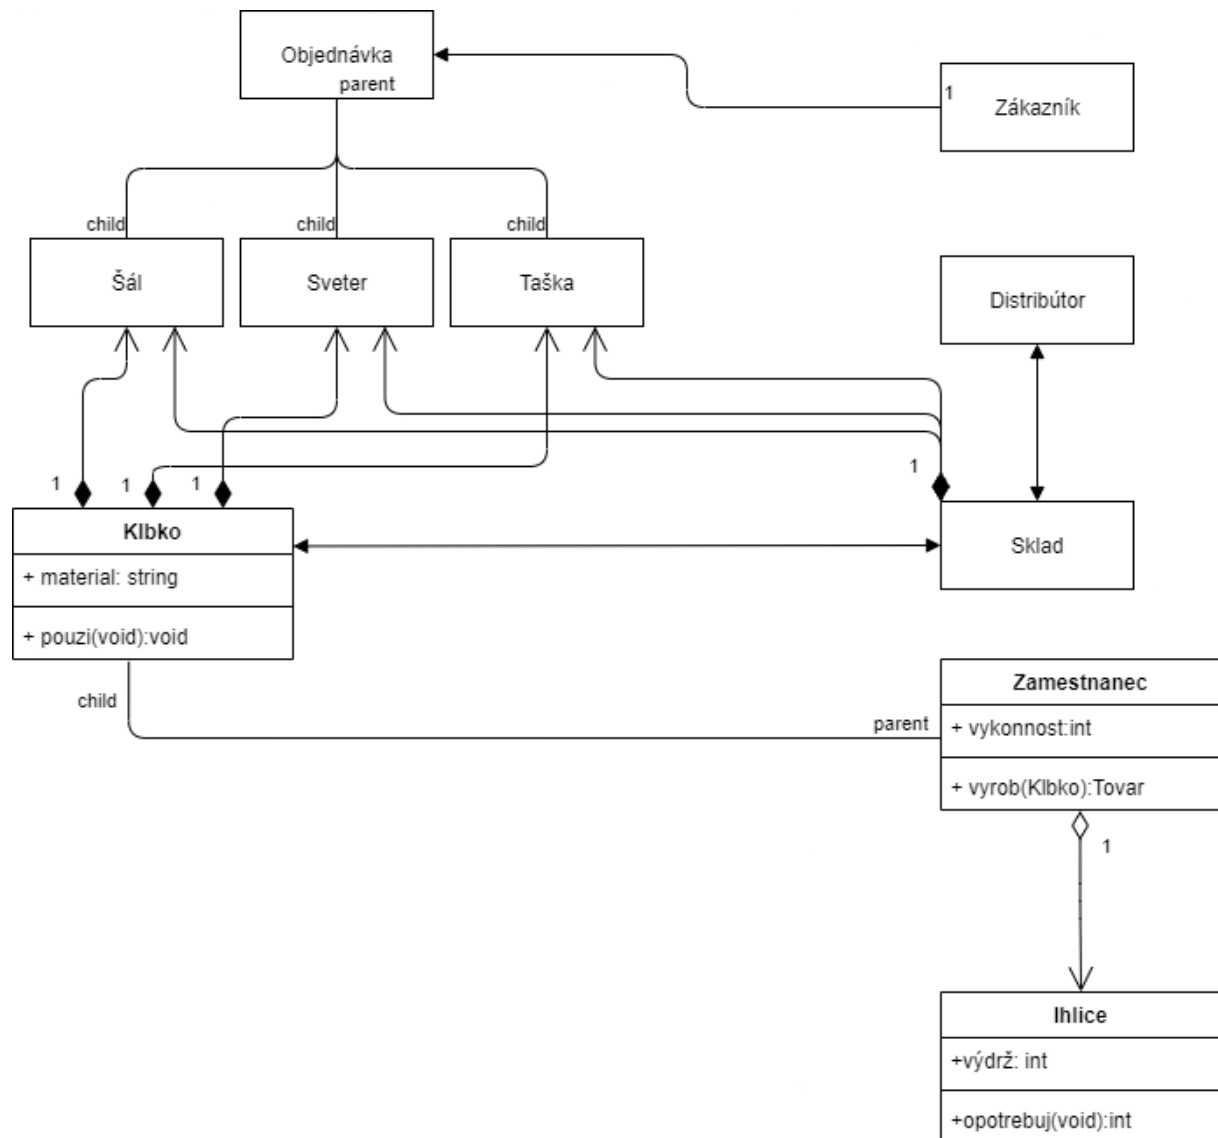 Objednávka
parent
1
Zákazník
child
child
child
Šál
Sveter
Taška
Distribútor
1
1
1
1
Klbko
+ material: string
+ pouzi(void):void
Sklad
child
parent
Zamestnanec
+ vykonnost:int
+ vyrob(Klbko):Tovar
1
Ihlice
+výdrž: int
+opotrebuj(void):int